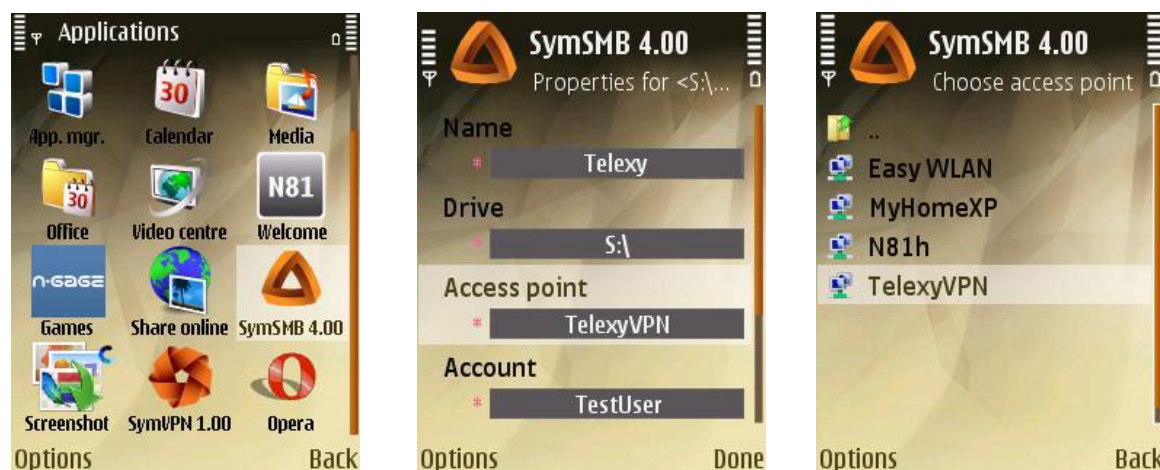 Applications
30
App. mgr.
Calendar
Media
30
N81
Office
Video centre
Welcome
n-gage
Games
Share online
SymSMB 4.00
Screenshot
SymVPN 1.00
Opera
Options
Back
SymSMB 4.00
Properties for <S:\...
Name
* Telexy
Drive
* S:\
Access point
* TelexyVPN
Account
* TestUser
Options
Done
SymSMB 4.00
Choose access point
..
Easy WLAN
MyHomeXP
N81h
TelexyVPN
Options
Back